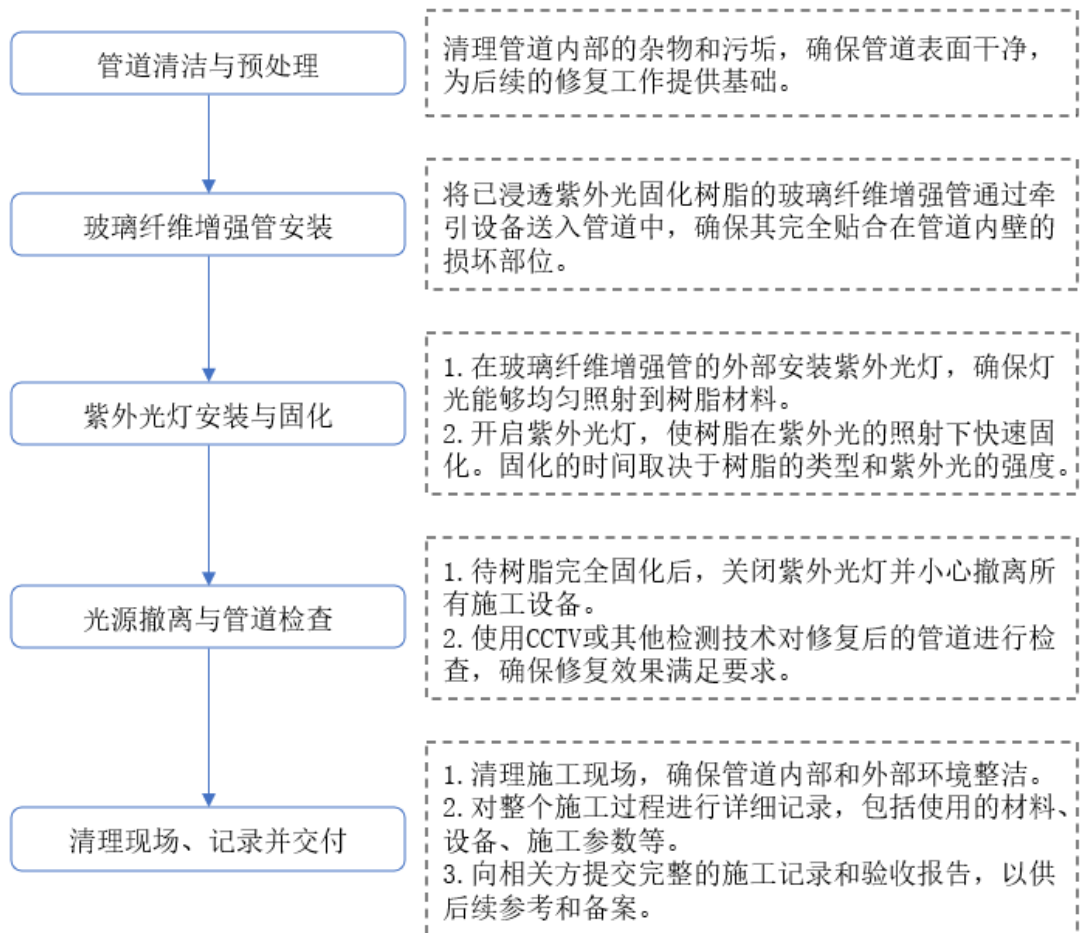 管道清洁与预处理
清理管道内部的杂物和污垢，确保管道表面干净，
为后续的修复工作提供基础。
玻璃纤维增强管安装
将已浸透紫外光固化树脂的玻璃纤维增强管通过牵
引设备送入管道中，确保其完全贴合在管道内壁的
损坏部位。
紫外光灯安装与固化
1. 在玻璃纤维增强管的外部安装紫外光灯，确保灯
光能够均匀照射到树脂材料。
2. 开启紫外光灯，使树脂在紫外光的照射下快速固
化。固化的时间取决于树脂的类型和紫外光的强度。
光源撤离与管道检查
1. 待树脂完全固化后，关闭紫外光灯并小心撤离所
有施工设备。
2. 使用CCTV或其他检测技术对修复后的管道进行检
查，确保修复效果满足要求。
清理现场、记录并交付
1. 清理施工现场，确保管道内部和外部环境整洁。
2. 对整个施工过程进行详细记录，包括使用的材料、
设备、施工参数等。
3. 向相关方提交完整的施工记录和验收报告，以供
后续参考和备案。